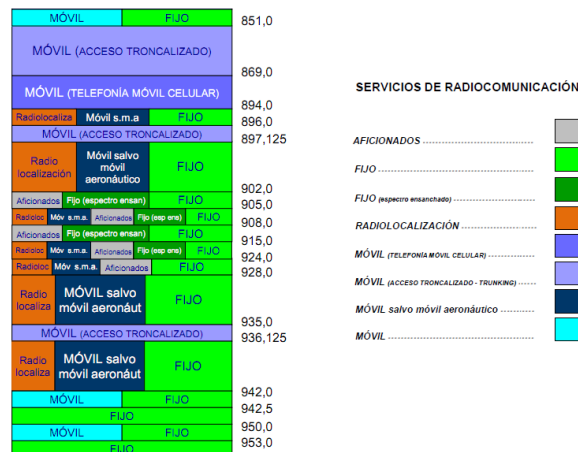 MÓVIL FIJO
851,0
MÓVIL (ACCESO TRONCALIZADO)
869,0
MÓVIL (TELEFONÍA MÓVIL CELULAR)
894,0
Radiolocaliza Móvil s.m.a FIJO
896,0
MÓVIL (ACCESO TRONCALIZADO)
897,125
Radio
localización
Móvil salvo
móvil
aeronáutico
FIJO
902,0
Aficionados Fijo (espectro ensan) FIJO
905,0
Radioloc Móv s.m.a. Aficionados Fijo (esp ens) FIJO
908,0
Aficionados Fijo (espectro ensan) FIJO
915,0
Radioloc Móv s.m.a. Aficionados Fijo (esp ens) FIJO
924,0
Radioloc Móv s.m.a. Aficionados FIJO
928,0
Radio
localiza
MÓVIL salvo
móvil aeronáut
FIJO
935,0
MÓVIL (ACCESO TRONCALIZADO)
936,125
Radio
localiza
MÓVIL salvo
móvil aeronáut
FIJO
942,0
MÓVIL FIJO
942,5
FIJO
950,0
MÓVIL FIJO
953,0
FIJO
SERVICIOS DE RADIOCOMUNICACIÓN
AFICIONADOS
FIJO
FIJO (espectro ensanchado)
RADIOLOCALIZACIÓN
MÓVIL (TELEFONÍA MÓVIL CELULAR)
MÓVIL (ACCESO TRONCALIZADO - TRUNKING)
MÓVIL salvo móvil aeronáutico
MÓVIL